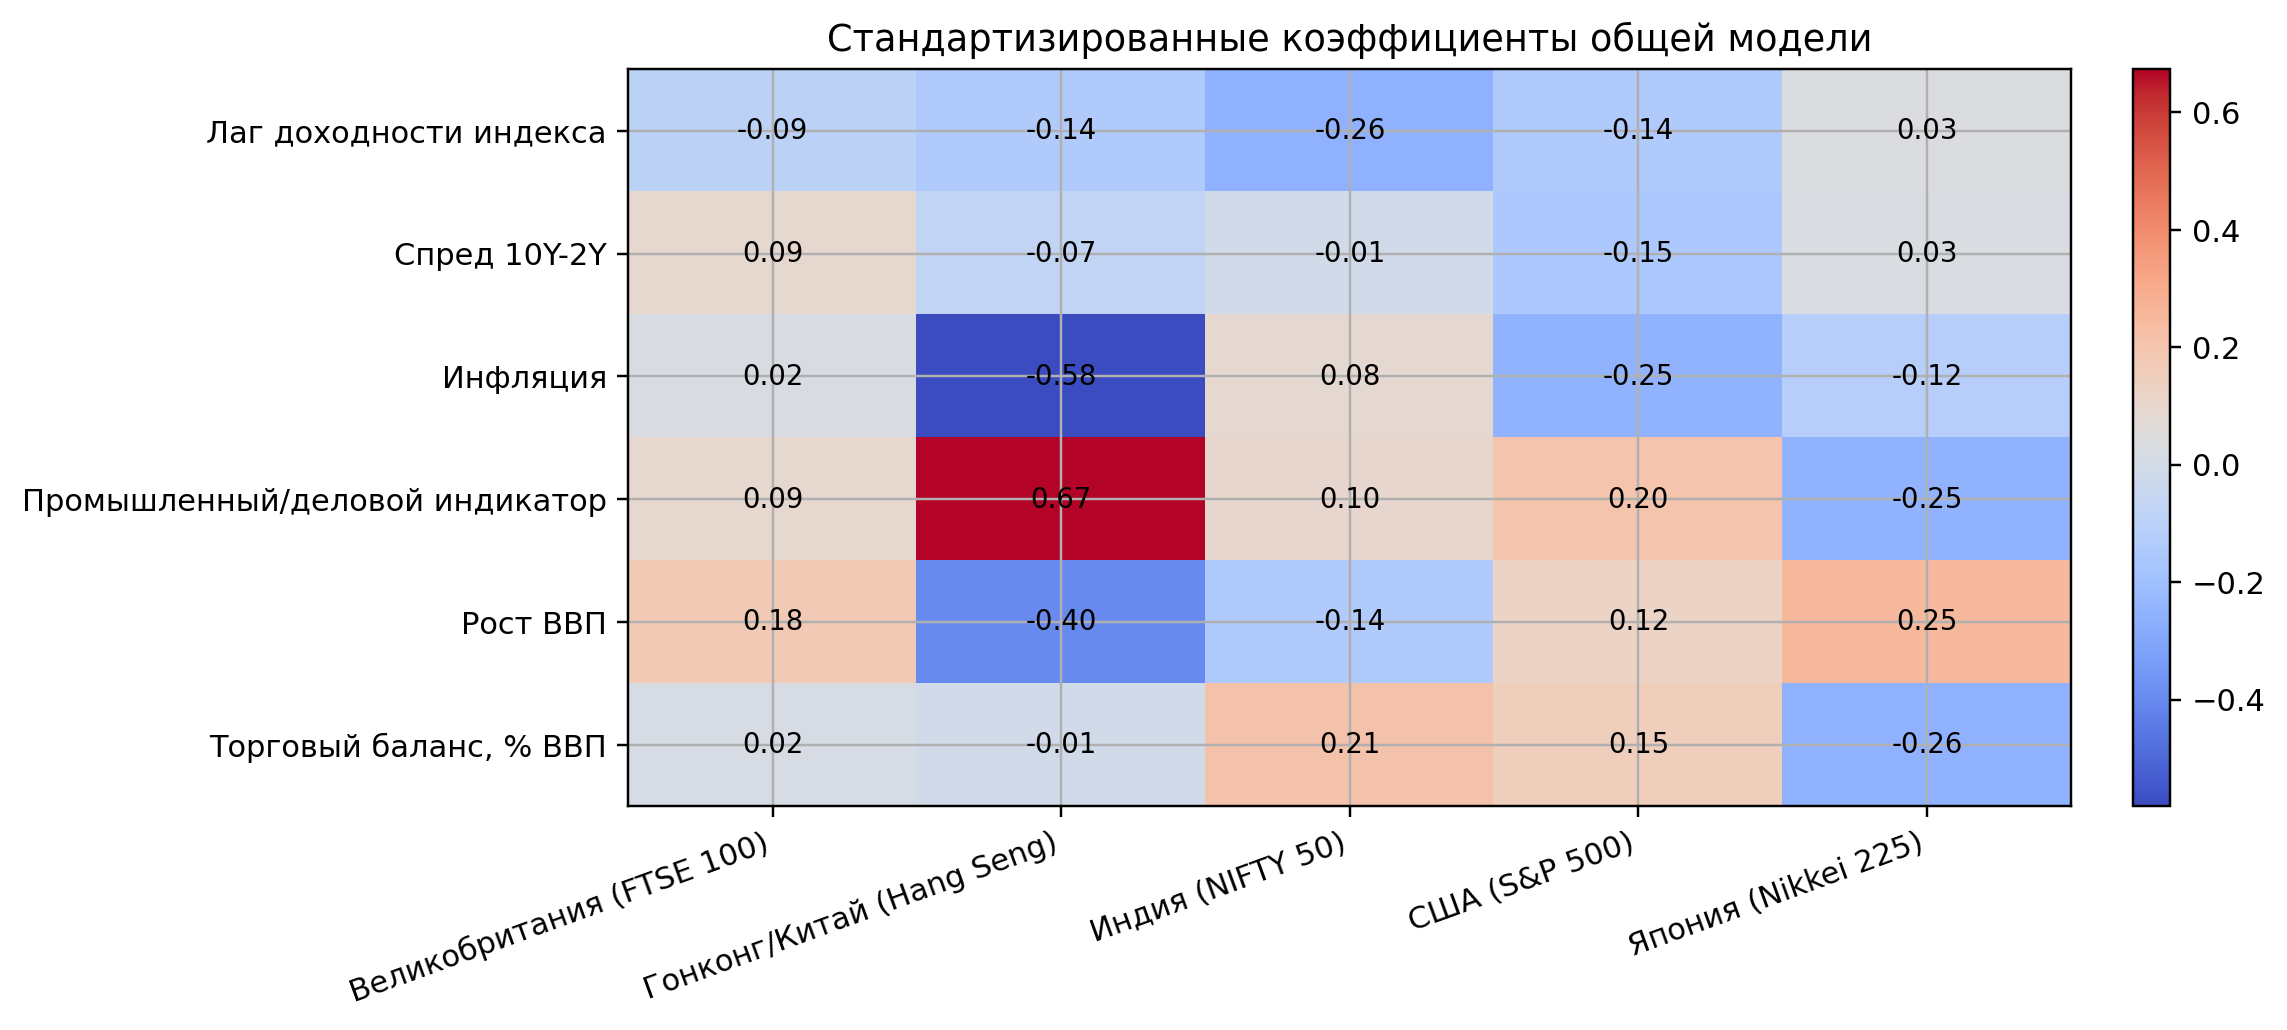 Стандартизированные коэффициенты общей модели
Лаг доходности индекса -0.09 -0.14 -0.26 -0.14 0.03
Спред 10Y-2Y 0.09 -0.07 -0.01 -0.15 0.03
Инфляция 0.02 -0.58 0.08 -0.25 -0.12
Промышленный/деловой индикатор 0.09 0.67 0.10 0.20 -0.25
Рост ВВП 0.18 -0.40 -0.14 0.12 0.25
Торговый баланс, % ВВП 0.02 -0.01 0.21 0.15 -0.26
Великобритания (FTSE 100)
Гонконг/Китай (Hang Seng)
Индия (NIFTY 50)
США (S&P 500)
Япония (Nikkei 225)
0.6
0.4
0.2
0.0
−0.2
−0.4